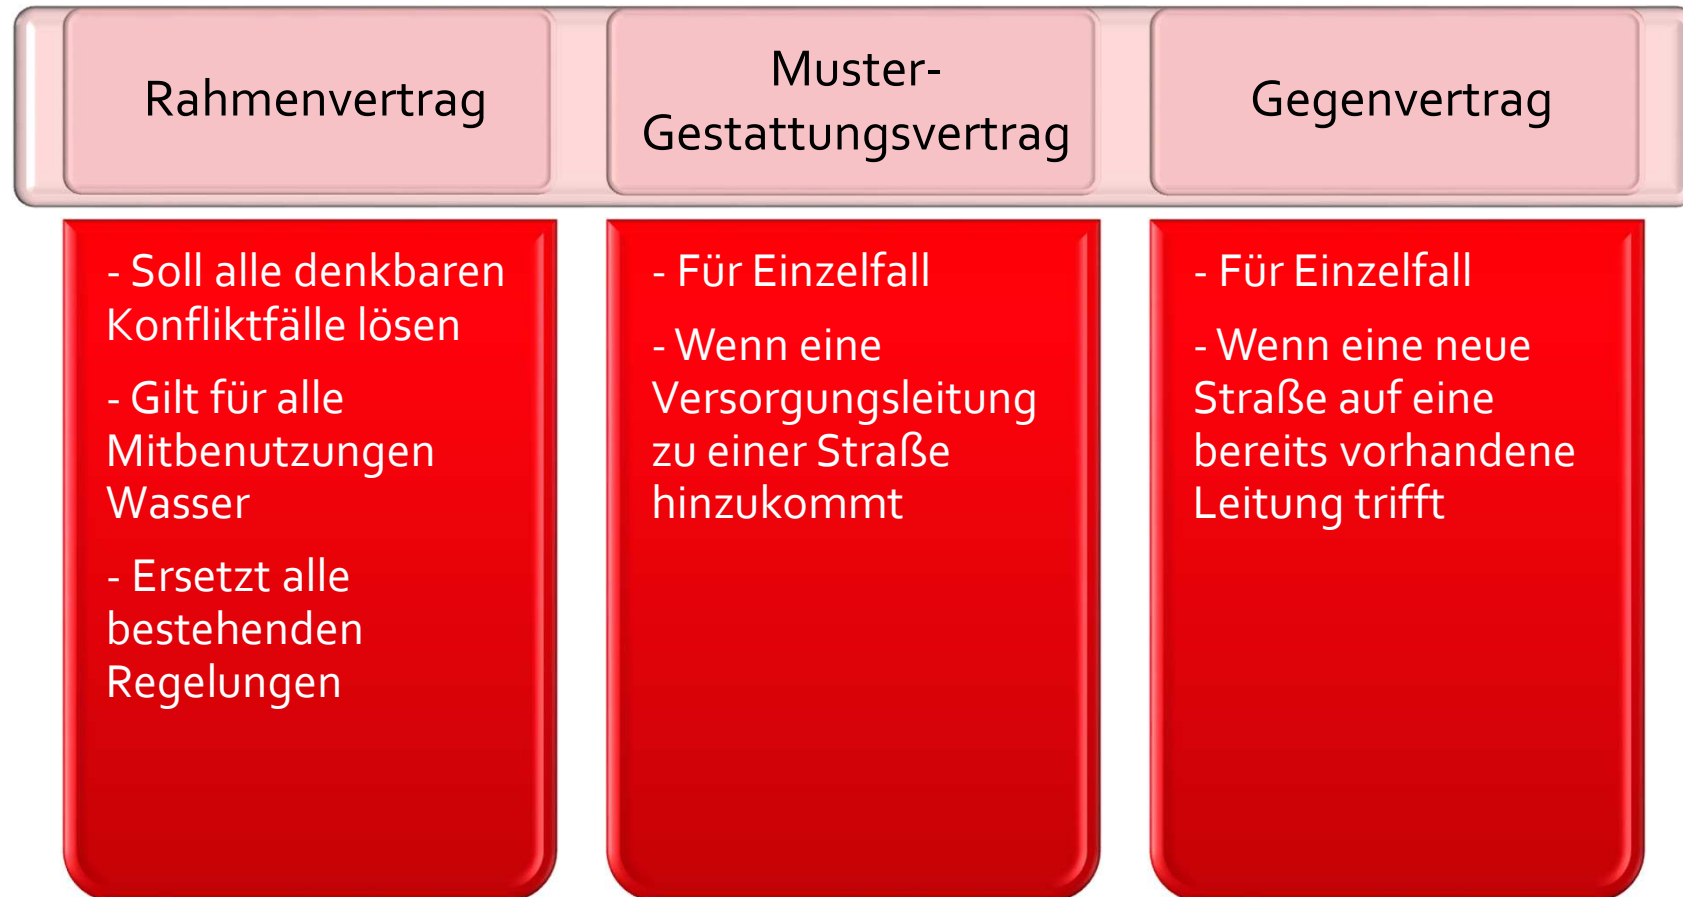 Rahmenvertrag
Muster-
Gestattungsvertrag
Gegenvertrag
- Soll alle denkbaren
Konfliktfälle lösen
- Gilt für alle
Mitbenutzungen
Wasser
- Ersetzt alle
bestehenden
Regelungen
- Für Einzelfall
- Wenn eine
Versorgungsleitung
zu einer Straße
hinzukommt
- Für Einzelfall
- Wenn eine neue
Straße auf eine
bereits vorhandene
Leitung trifft